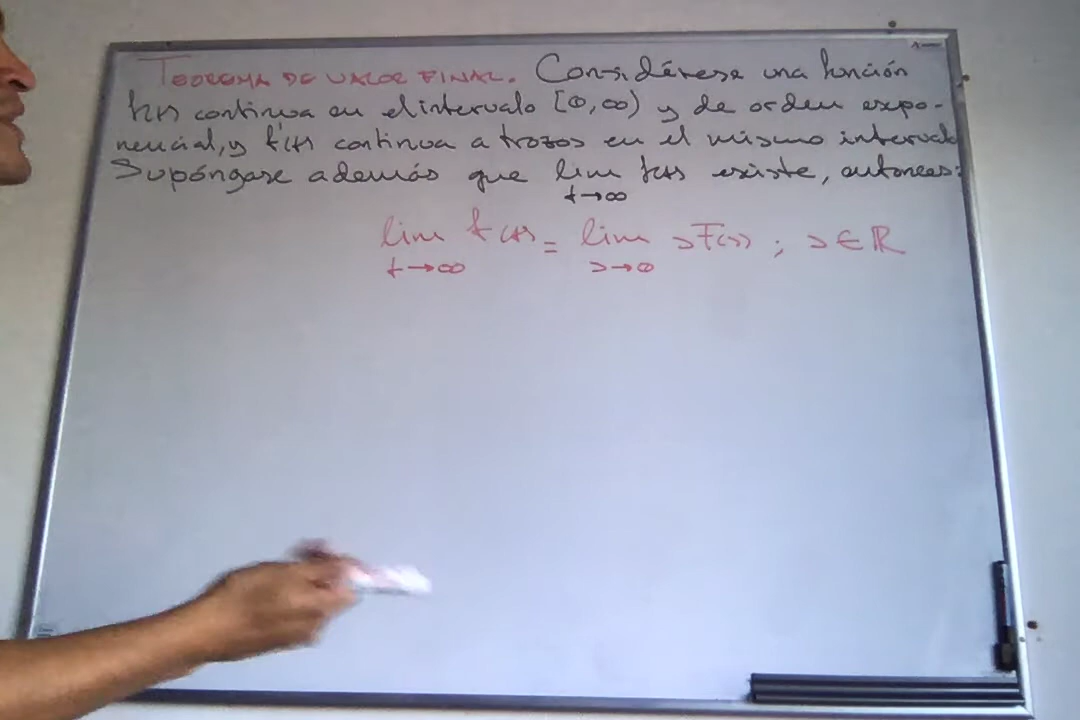 TEOREMA DE VALOR FINAL. Considérese una función
f(t) continua en el intervalo [0,∞) y de orden expo-
nencial, y f'(t) continua a trozos en el mismo intervalo
Supóngase además que lim f(t) existe, entonces:
t→∞
lim f(t) = lim sF(s) ; s∈ℝ
t→∞ s→0